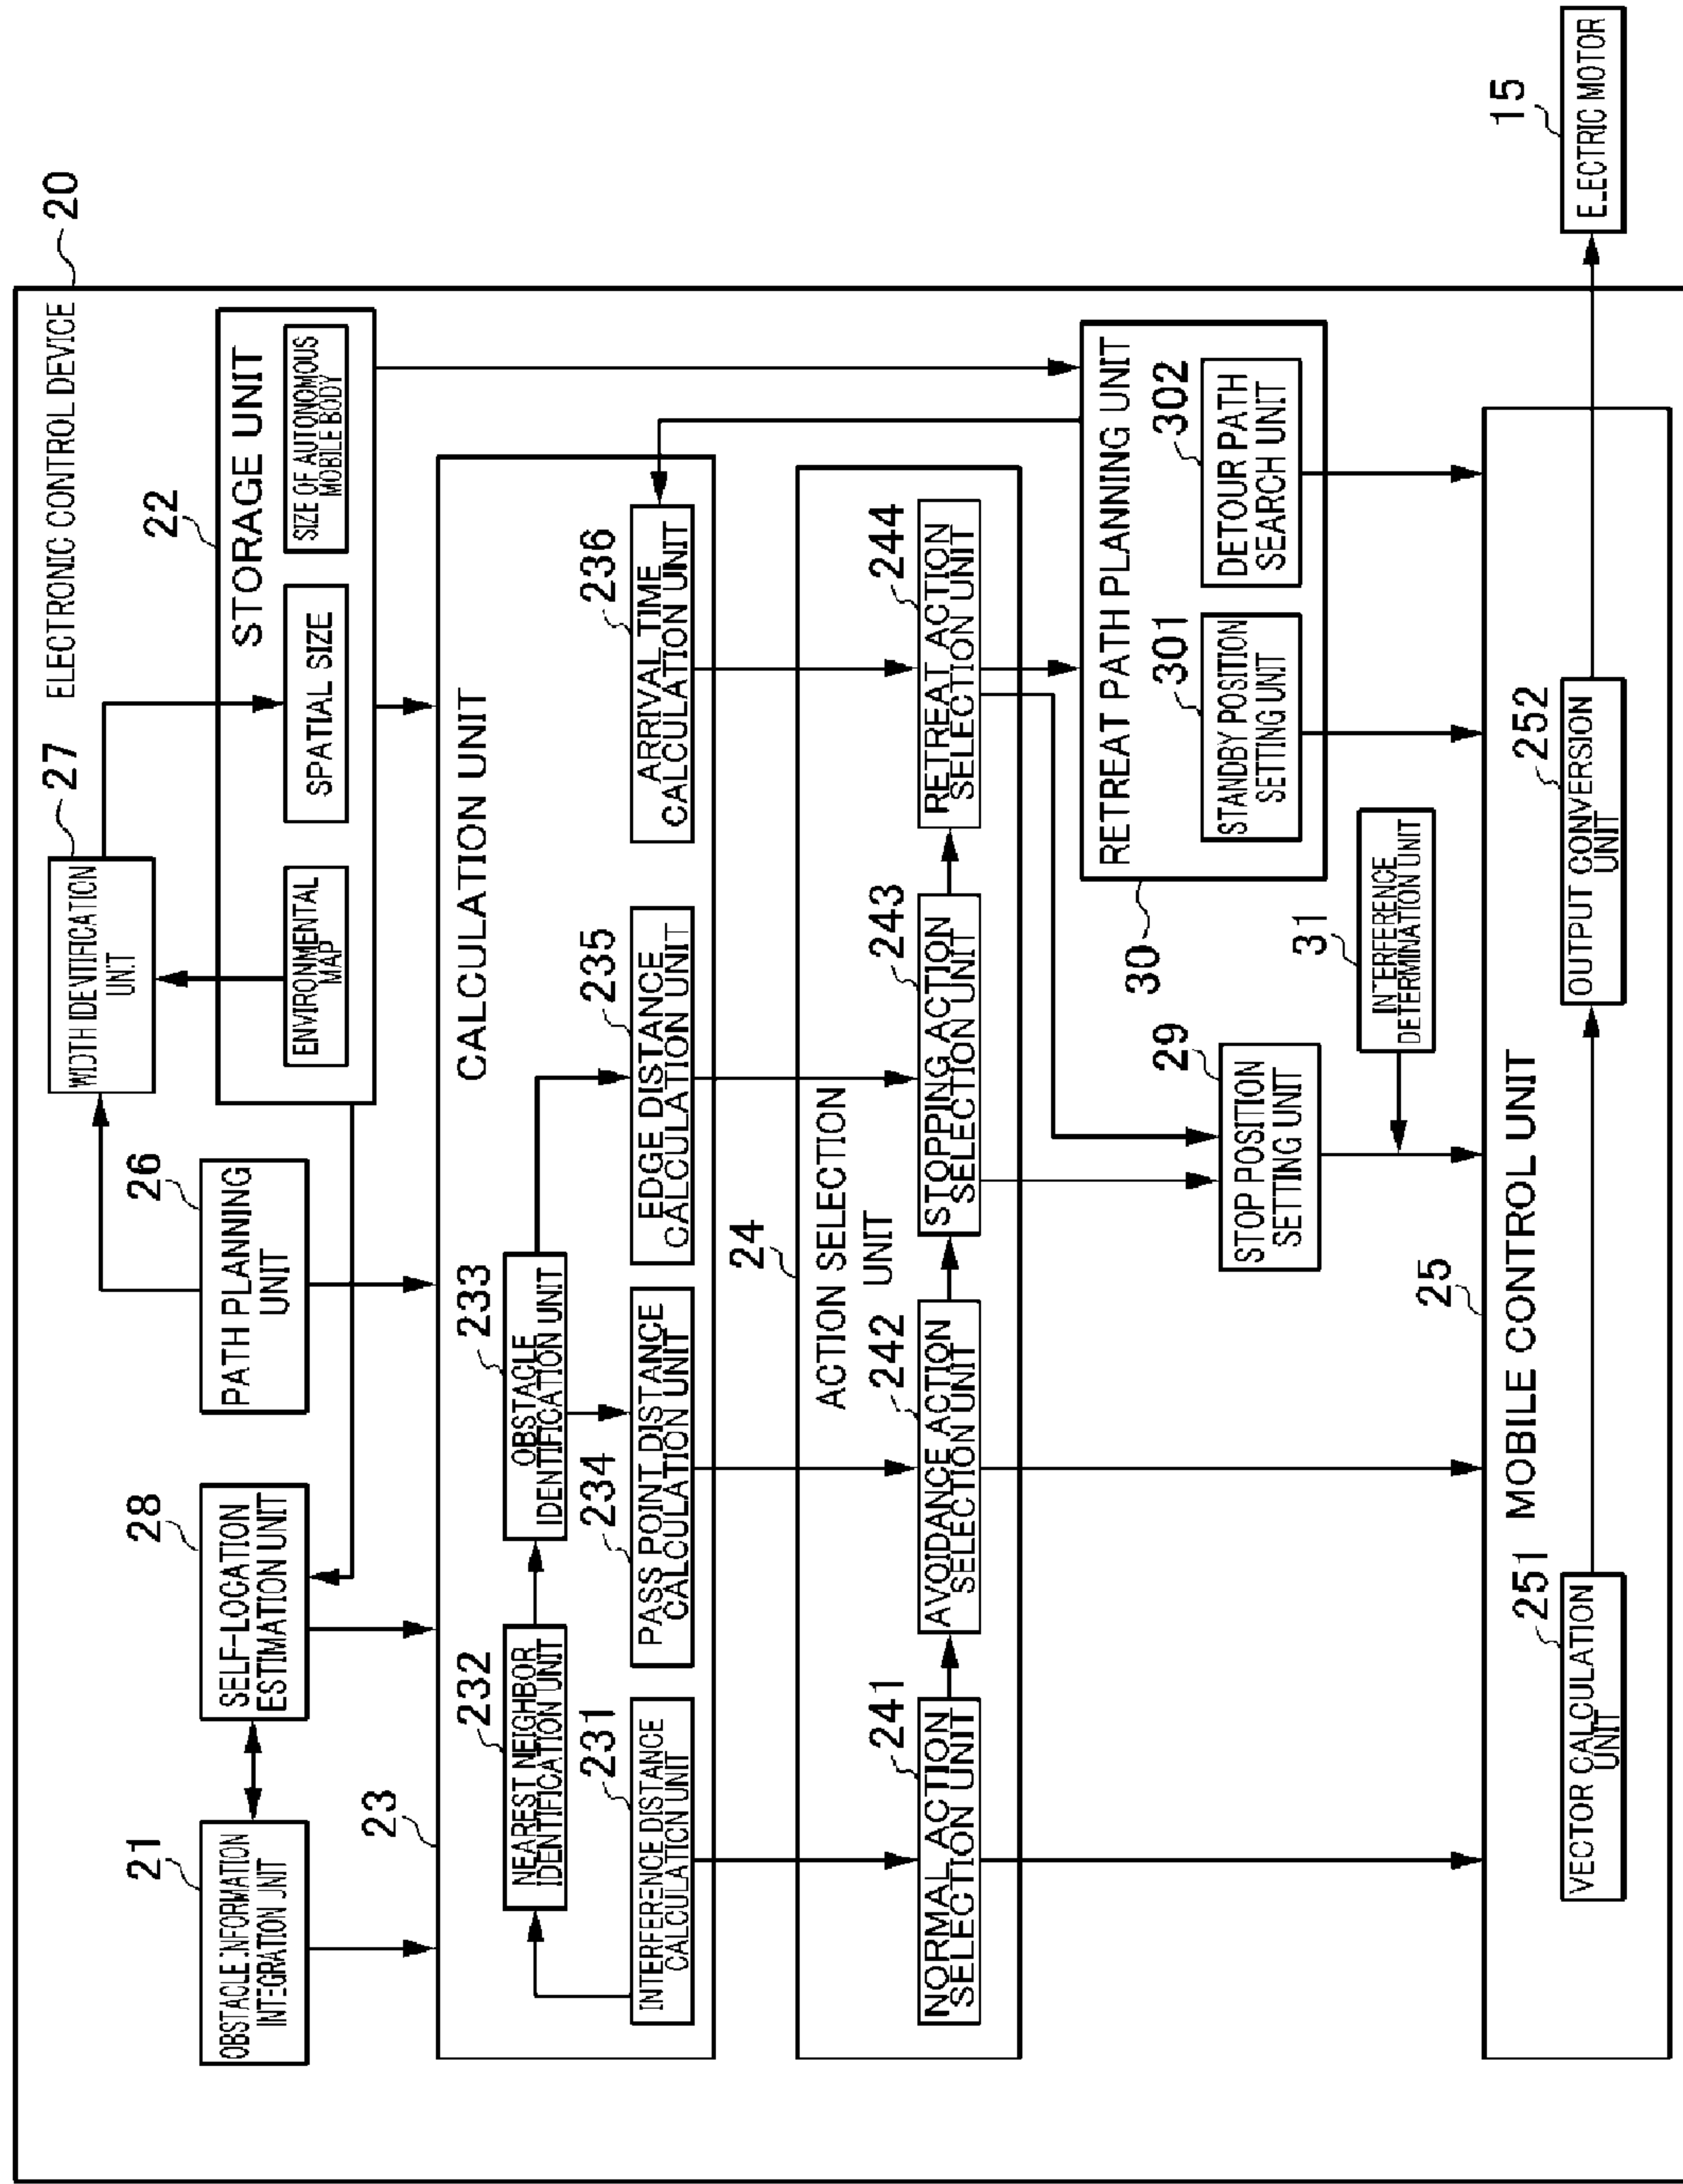 20
ELECTRONIC CONTROL DEVICE
21
OBSTACLE INFORMATION
INTEGRATION UNIT
28
SELF-LOCATION
ESTIMATION UNIT
26
PATH PLANNING
UNIT
27
WIDTH IDENTIFICATION
UNIT
22
STORAGE UNIT
ENVIRONMENTAL
MAP
SPATIAL SIZE
SIZE OF AUTONOMOUS
MOBILE BODY
23
CALCULATION UNIT
232
NEAREST NEIGHBOR
IDENTIFICATION UNIT
233
OBSTACLE
IDENTIFICATION UNIT
231
INTERFERENCE DISTANCE
CALCULATION UNIT
234
PASS POINT DISTANCE
CALCULATION UNIT
235
EDGE DISTANCE
CALCULATION UNIT
236
ARRIVAL TIME
CALCULATION UNIT
24
ACTION SELECTION
UNIT
241
NORMAL ACTION
SELECTION UNIT
242
AVOIDANCE ACTION
SELECTION UNIT
243
STOPPING ACTION
SELECTION UNIT
244
RETREAT ACTION
SELECTION UNIT
29
STOP POSITION
SETTING UNIT
30
RETREAT PATH PLANNING UNIT
301
STANDBY POSITION
SETTING UNIT
302
DETOUR PATH
SEARCH UNIT
31
INTERFERENCE
DETERMINATION UNIT
25
MOBILE CONTROL UNIT
251
VECTOR CALCULATION
UNIT
252
OUTPUT CONVERSION
UNIT
15
ELECTRIC MOTOR